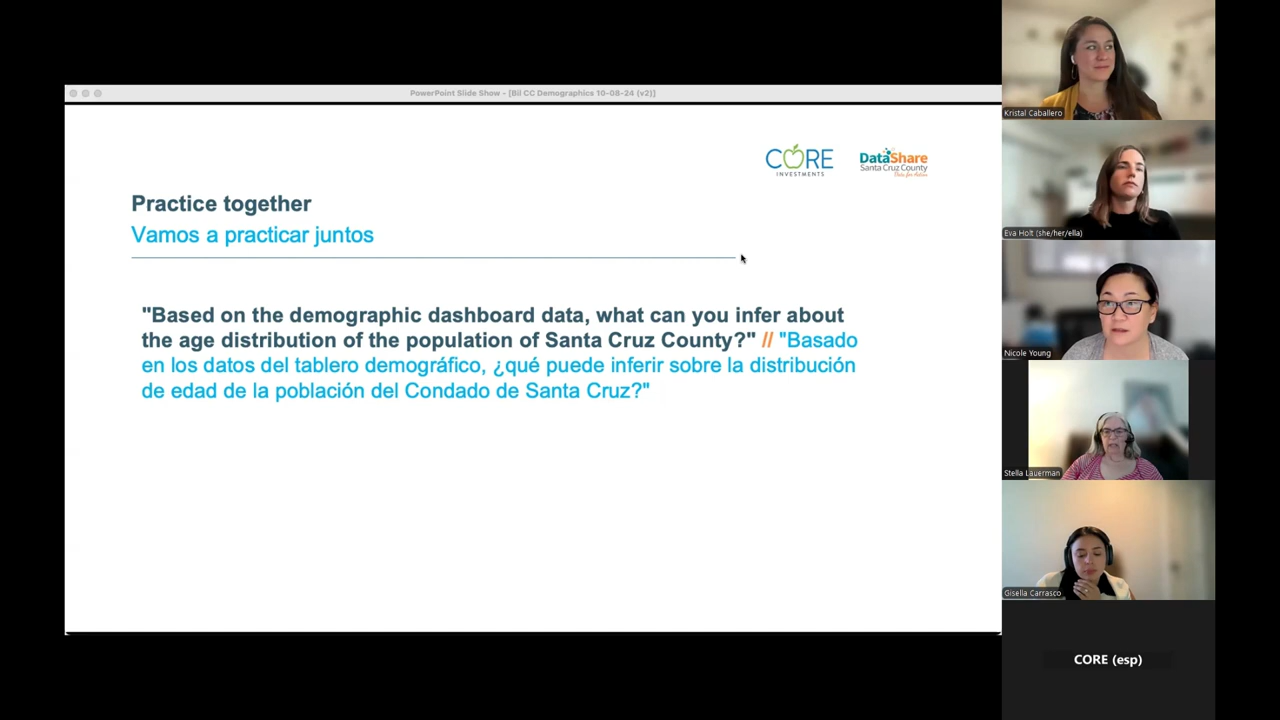 PowerPoint Slide Show - [Bil CC Demographics 10-08-24 (v2)]
CORE
INVESTMENTS
DataShare
Santa Cruz County
Data for Action
Practice together
Vamos a practicar juntos
"Based on the demographic dashboard data, what can you infer about
the age distribution of the population of Santa Cruz County?" // "Basado
en los datos del tablero demográfico, ¿qué puede inferir sobre la distribución
de edad de la población del Condado de Santa Cruz?"
Kristal Caballero
Eva Holt (she/her/ella)
Nicole Young
Stella Lauerman
Gisella Carrasco
CORE (esp)